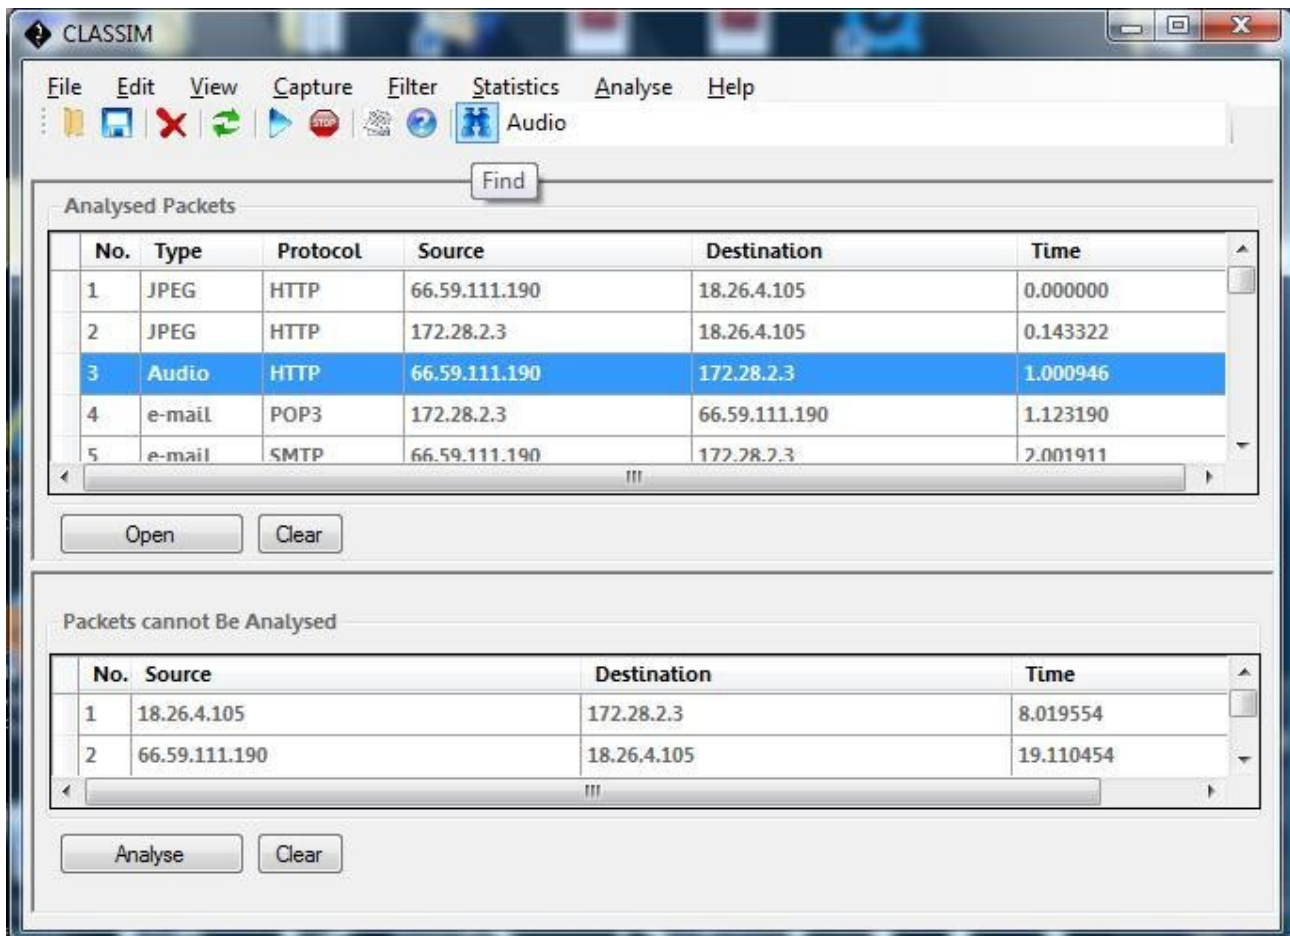 CLASSIM
File Edit View Capture Filter Statistics Analyse Help
STOP Audio
Find
Analysed Packets
No. Type Protocol Source Destination Time
1 JPEG HTTP 66.59.111.190 18.26.4.105 0.000000
2 JPEG HTTP 172.28.2.3 18.26.4.105 0.143322
3 Audio HTTP 66.59.111.190 172.28.2.3 1.000946
4 e-mail POP3 172.28.2.3 66.59.111.190 1.123190
5 e-mail SMTP 66.59.111.190 172.28.2.3 2.001911
Open Clear
Packets cannot Be Analysed
No. Source Destination Time
1 18.26.4.105 172.28.2.3 8.019554
2 66.59.111.190 18.26.4.105 19.110454
Analyse Clear